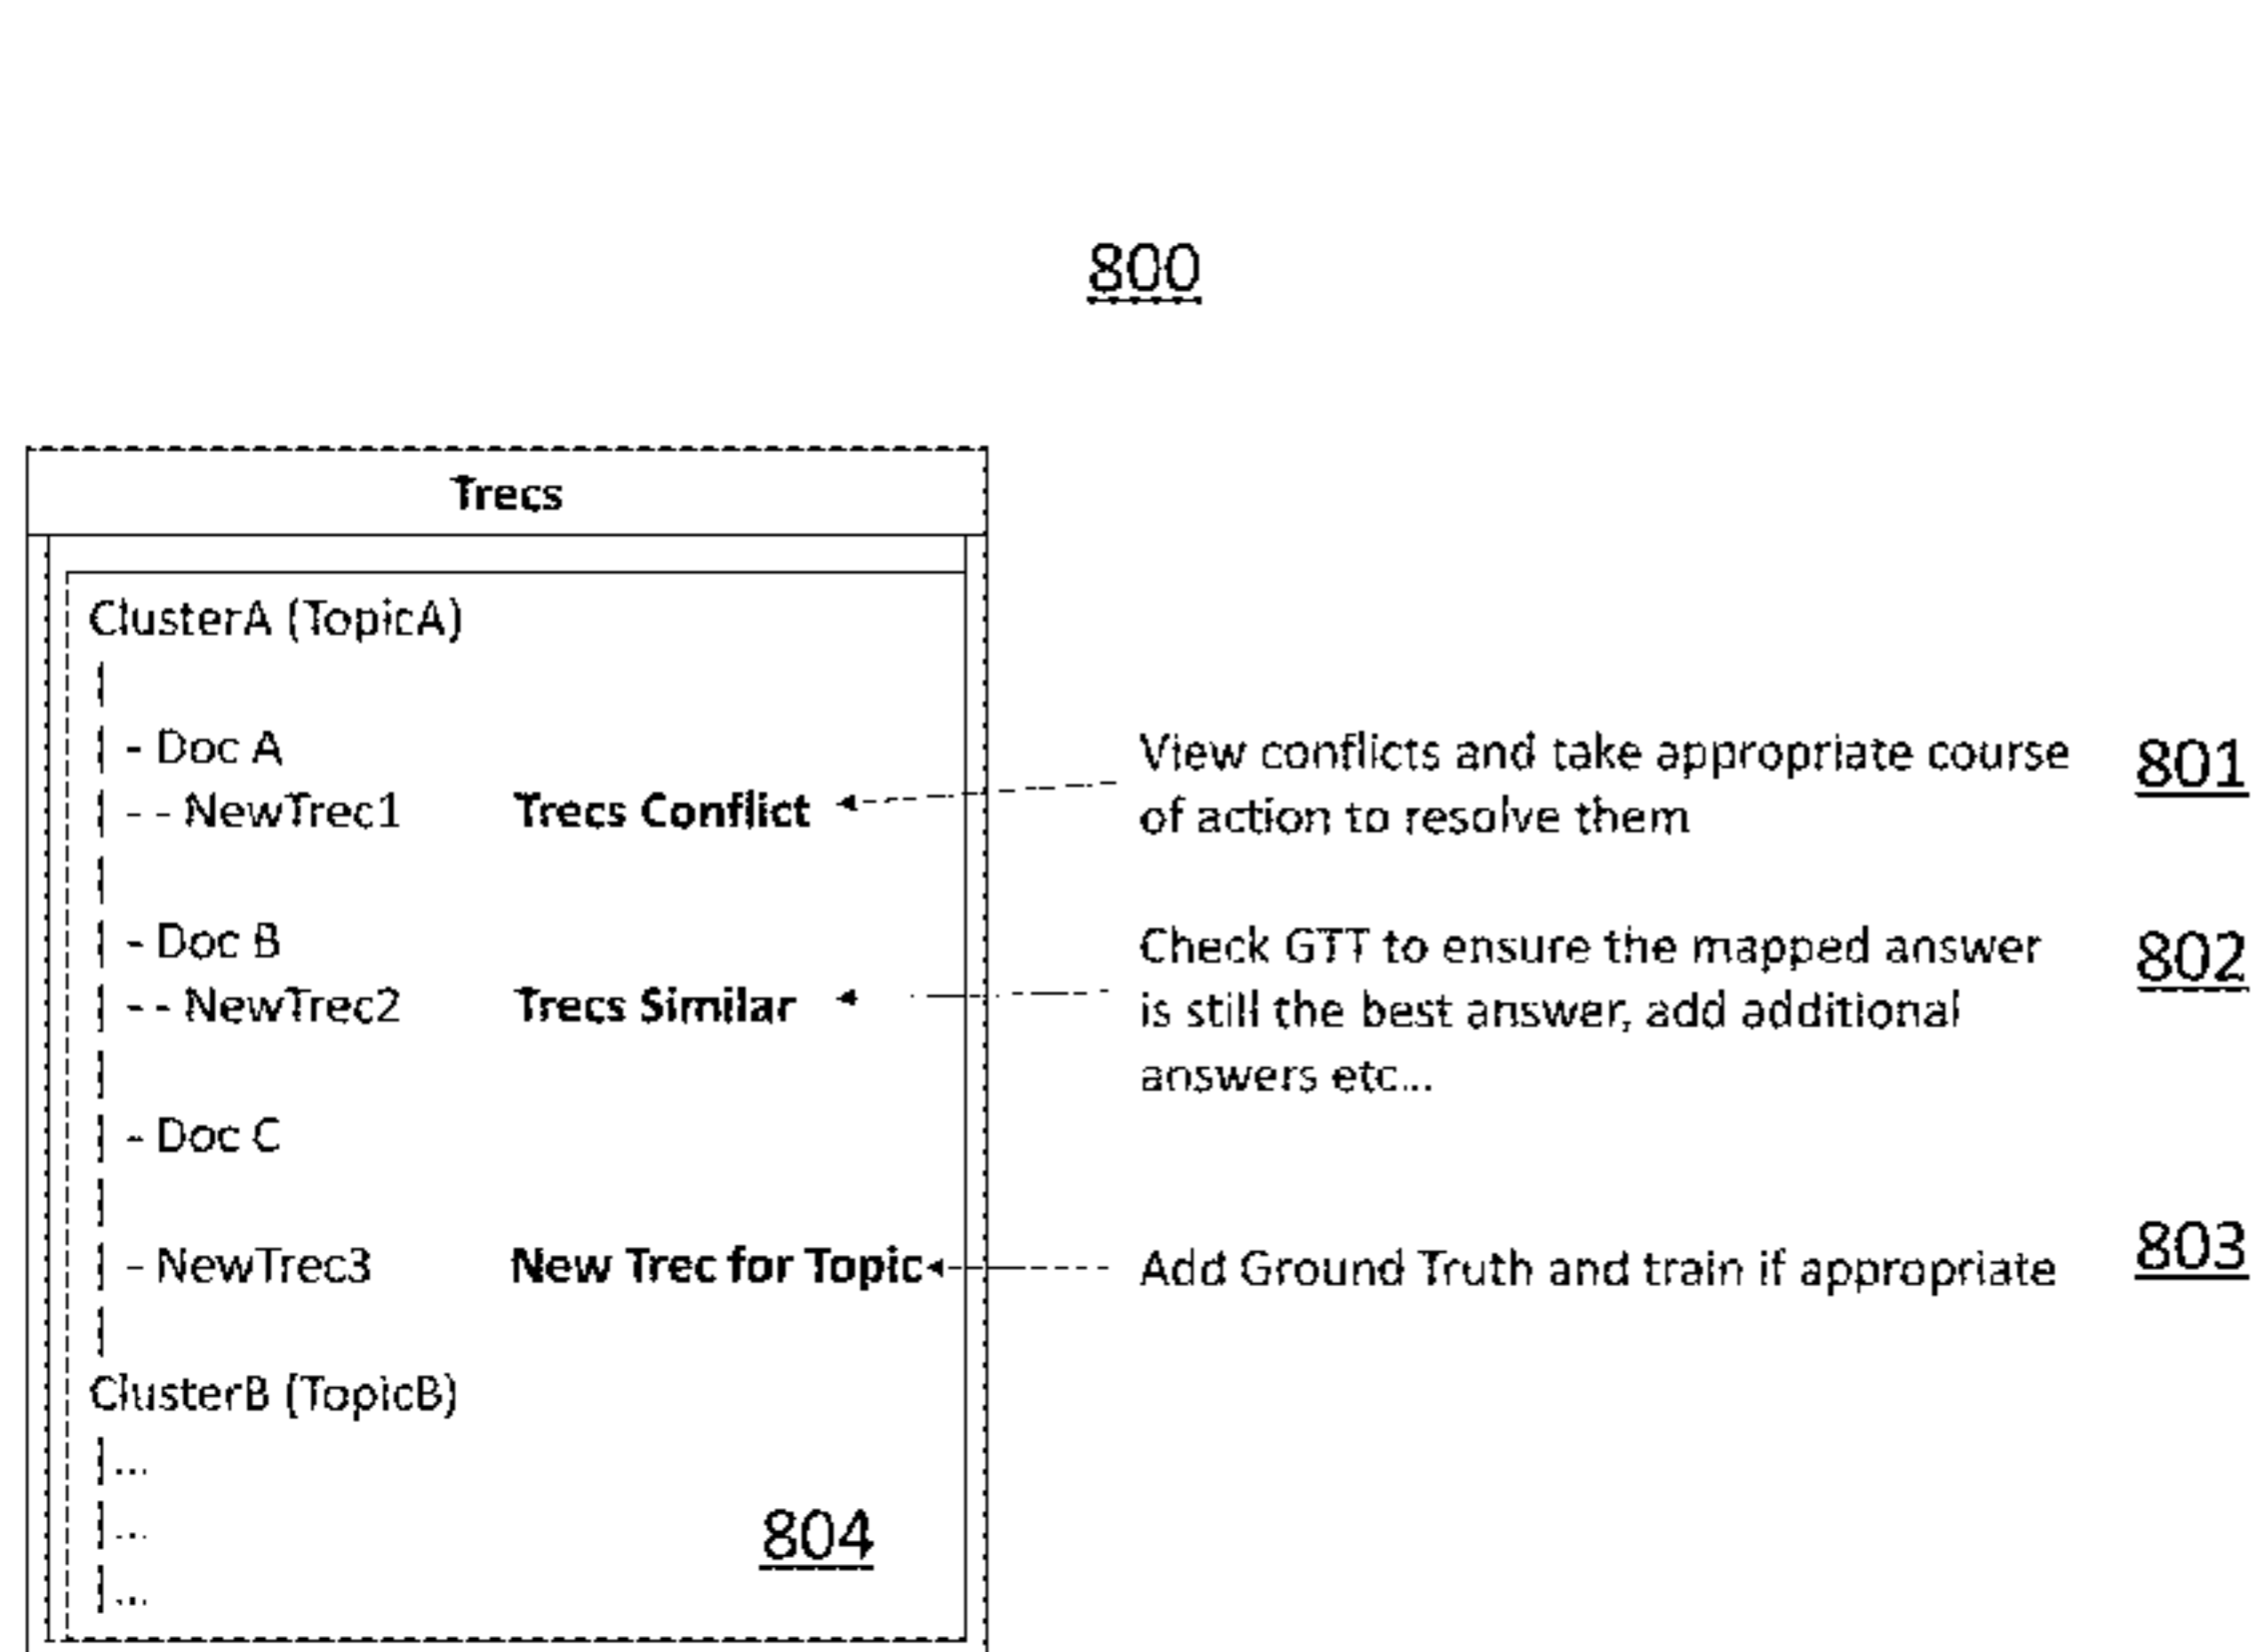 800
Trecs
ClusterA (TopicA)
|
| - Doc A
| - - NewTrec1 Trecs Conflict
|
| - Doc B
| - - NewTrec2 Trecs Similar
|
| - Doc C
|
| - NewTrec3 New Trec for Topic
|
ClusterB (TopicB)
|...
|...
|...
804
View conflicts and take appropriate course
of action to resolve them
801
Check GTT to ensure the mapped answer
is still the best answer, add additional
answers etc...
802
Add Ground Truth and train if appropriate
803